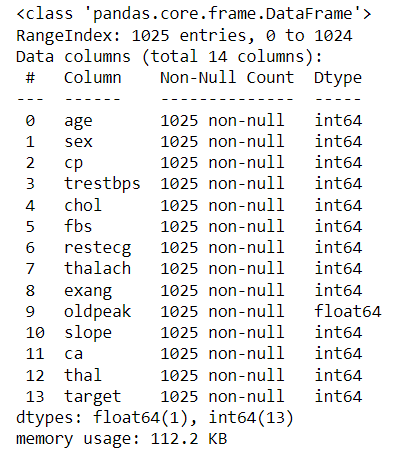 <class 'pandas.core.frame.DataFrame'>
RangeIndex: 1025 entries, 0 to 1024
Data columns (total 14 columns):
 #   Column    Non-Null Count  Dtype
---  ------    --------------  -----
 0   age       1025 non-null   int64
 1   sex       1025 non-null   int64
 2   cp        1025 non-null   int64
 3   trestbps  1025 non-null   int64
 4   chol      1025 non-null   int64
 5   fbs       1025 non-null   int64
 6   restecg   1025 non-null   int64
 7   thalach   1025 non-null   int64
 8   exang     1025 non-null   int64
 9   oldpeak   1025 non-null   float64
 10  slope     1025 non-null   int64
 11  ca        1025 non-null   int64
 12  thal      1025 non-null   int64
 13  target    1025 non-null   int64
dtypes: float64(1), int64(13)
memory usage: 112.2 KB